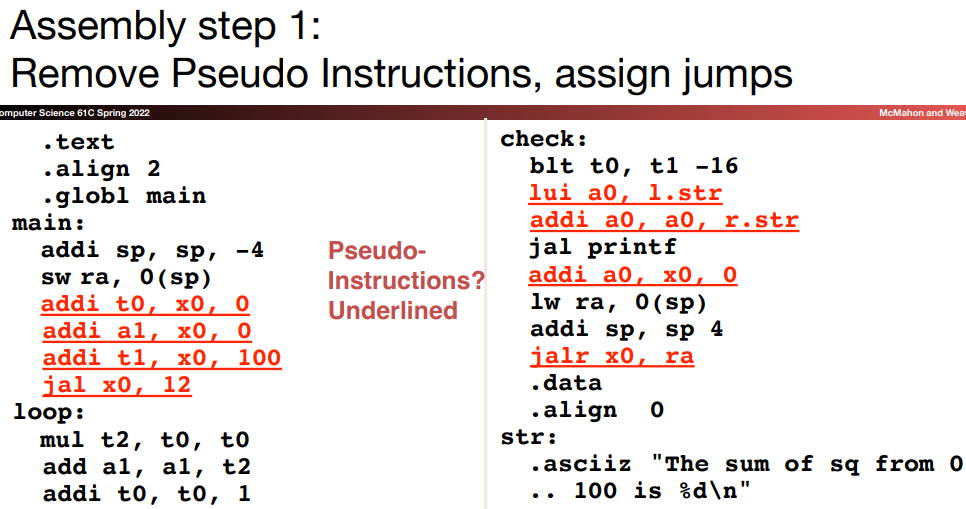 Assembly step 1:
Remove Pseudo Instructions, assign jumps
omputer Science 61C Spring 2022
McMahon and Wea
.text
.align 2
.globl main
main:
addi sp, sp, -4
sw ra, 0(sp)
addi t0, x0, 0
addi a1, x0, 0
addi t1, x0, 100
jal x0, 12
loop:
mul t2, t0, t0
add a1, a1, t2
addi t0, t0, 1
Pseudo-
Instructions?
Underlined
check:
blt t0, t1 -16
lui a0, l.str
addi a0, a0, r.str
jal printf
addi a0, x0, 0
lw ra, 0(sp)
addi sp, sp 4
jalr x0, ra
.data
.align 0
str:
.asciiz "The sum of sq from 0
.. 100 is %d\n"